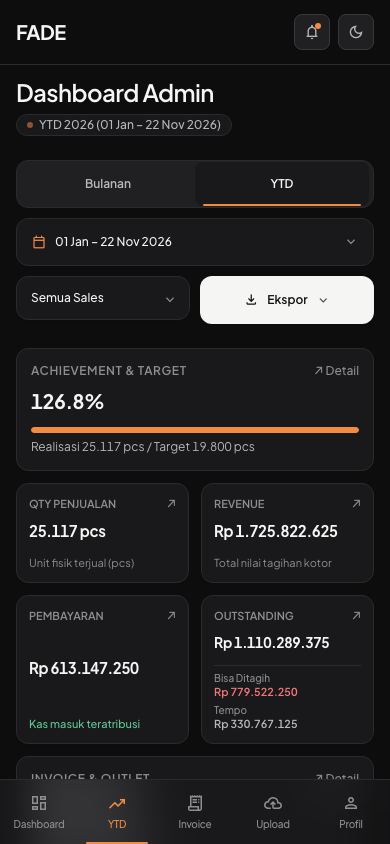 FADE
Dashboard Admin
YTD 2026 (01 Jan – 22 Nov 2026)
Bulanan
YTD
01 Jan – 22 Nov 2026
Semua Sales
Ekspor
ACHIEVEMENT & TARGET
Detail
126.8%
Realisasi 25.117 pcs / Target 19.800 pcs
QTY PENJUALAN
25.117 pcs
Unit fisik terjual (pcs)
REVENUE
Rp 1.725.822.625
Total nilai tagihan kotor
PEMBAYARAN
Rp 613.147.250
Kas masuk teratribusi
OUTSTANDING
Rp 1.110.289.375
Bisa Ditagih
Rp 779.522.250
Tempo
Rp 330.767.125
INVOICE & OUTLET
Detail
Dashboard
YTD
Invoice
Upload
Profil